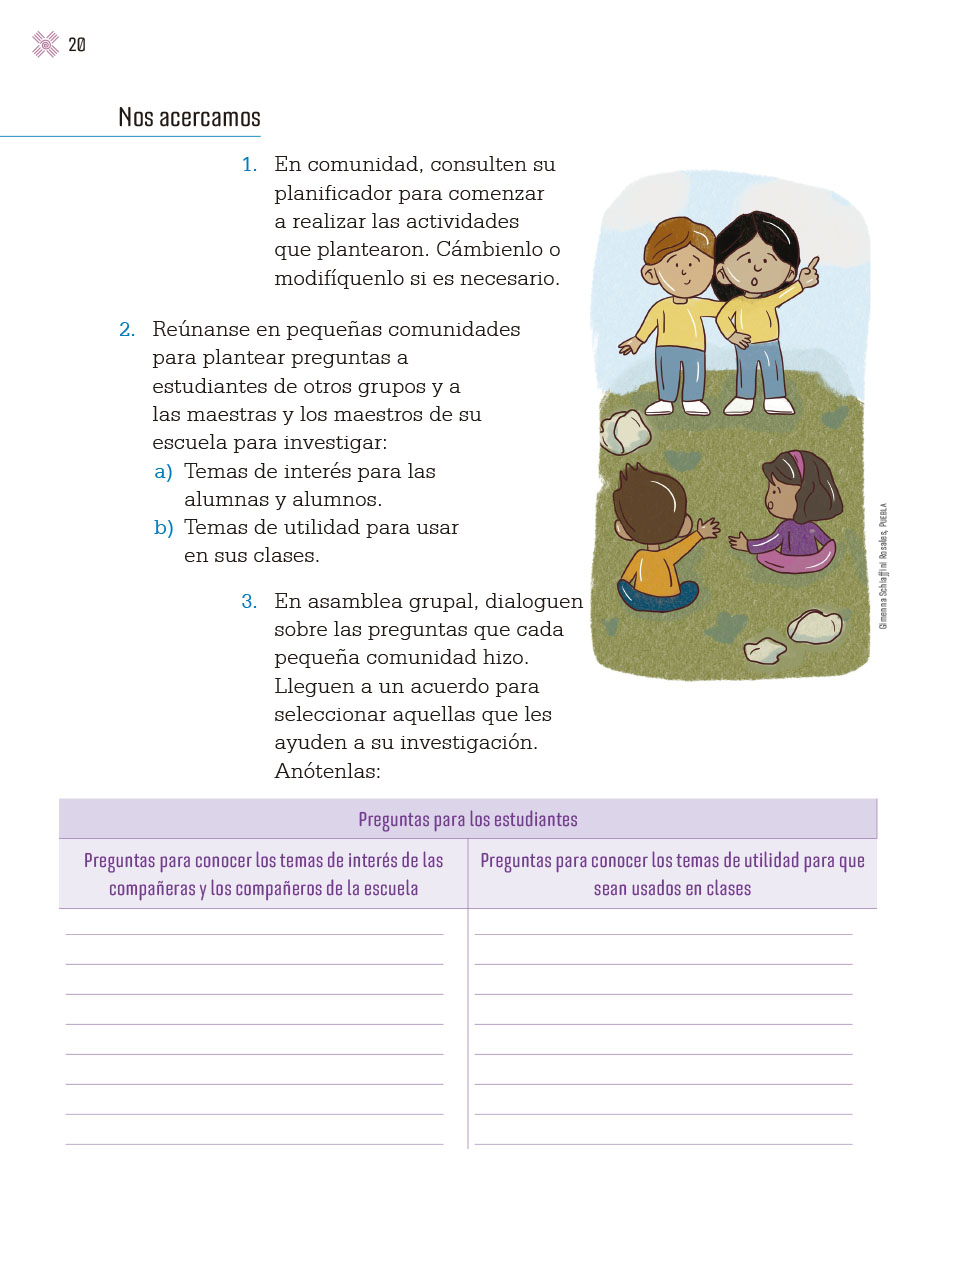 20
Nos acercamos
1. En comunidad, consulten su
planificador para comenzar
a realizar las actividades
que plantearon. Cámbienlo o
modifíquenlo si es necesario.
2. Reúnanse en pequeñas comunidades
para plantear preguntas a
estudiantes de otros grupos y a
las maestras y los maestros de su
escuela para investigar:
a) Temas de interés para las
alumnas y alumnos.
b) Temas de utilidad para usar
en sus clases.
3. En asamblea grupal, dialoguen
sobre las preguntas que cada
pequeña comunidad hizo.
Lleguen a un acuerdo para
seleccionar aquellas que les
ayuden a su investigación.
Anótenlas:
Gimenna Schiaffini Rosales, PUEBLA
Preguntas para los estudiantes
Preguntas para conocer los temas de interés de las
compañeras y los compañeros de la escuela
Preguntas para conocer los temas de utilidad para que
sean usados en clases